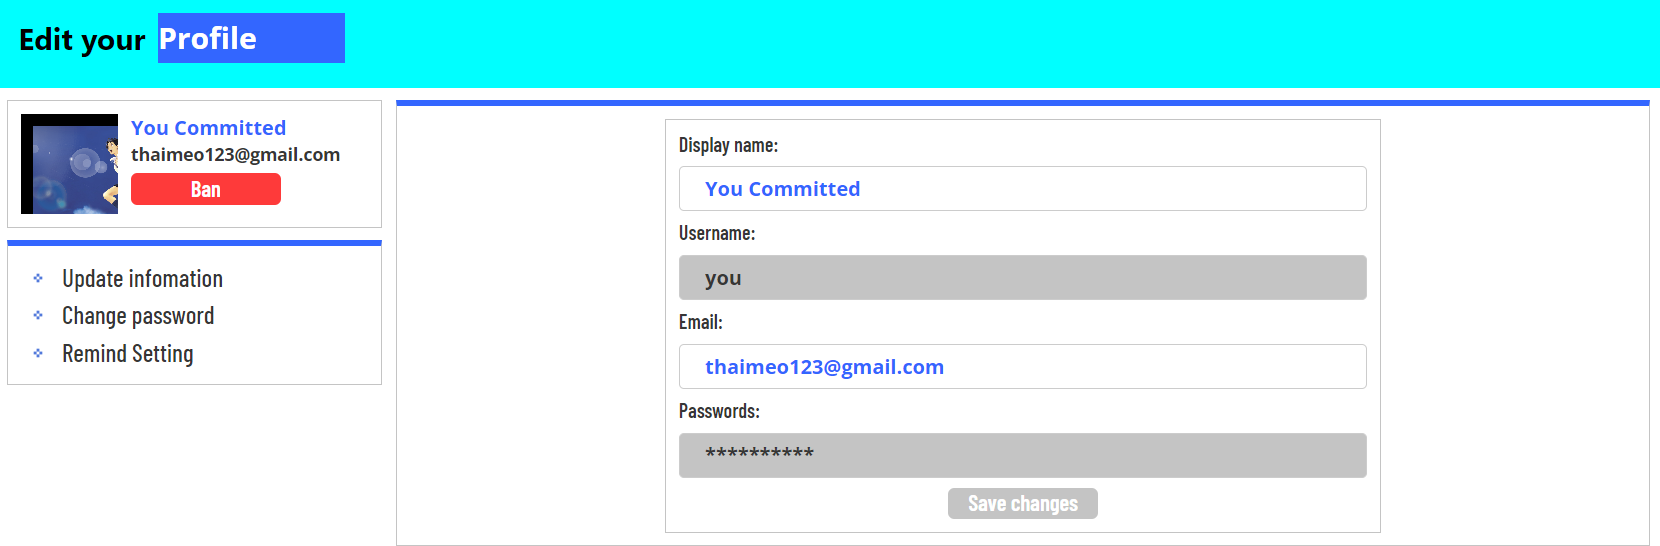 Edit your Profile
You Committed
thaimeo123@gmail.com
Ban
Update infomation
Change password
Remind Setting
Display name:
You Committed
Username:
you
Email:
thaimeo123@gmail.com
Passwords:
**********
Save changes